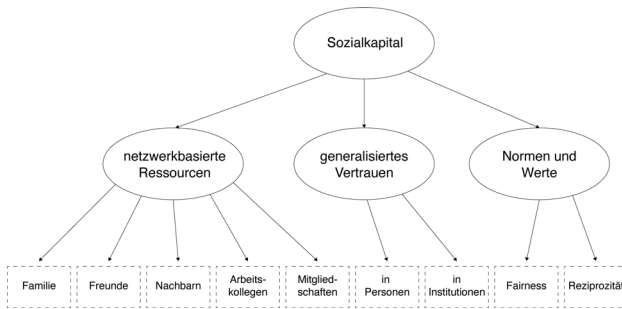 Sozialkapital
netzwerkbasierte
Ressourcen
generalisiertes
Vertrauen
Normen und
Werte
Familie
Freunde
Nachbarn
Arbeits-
kollegen
Mitglied-
schaften
in
Personen
in
Institutionen
Fairness
Reziprozität